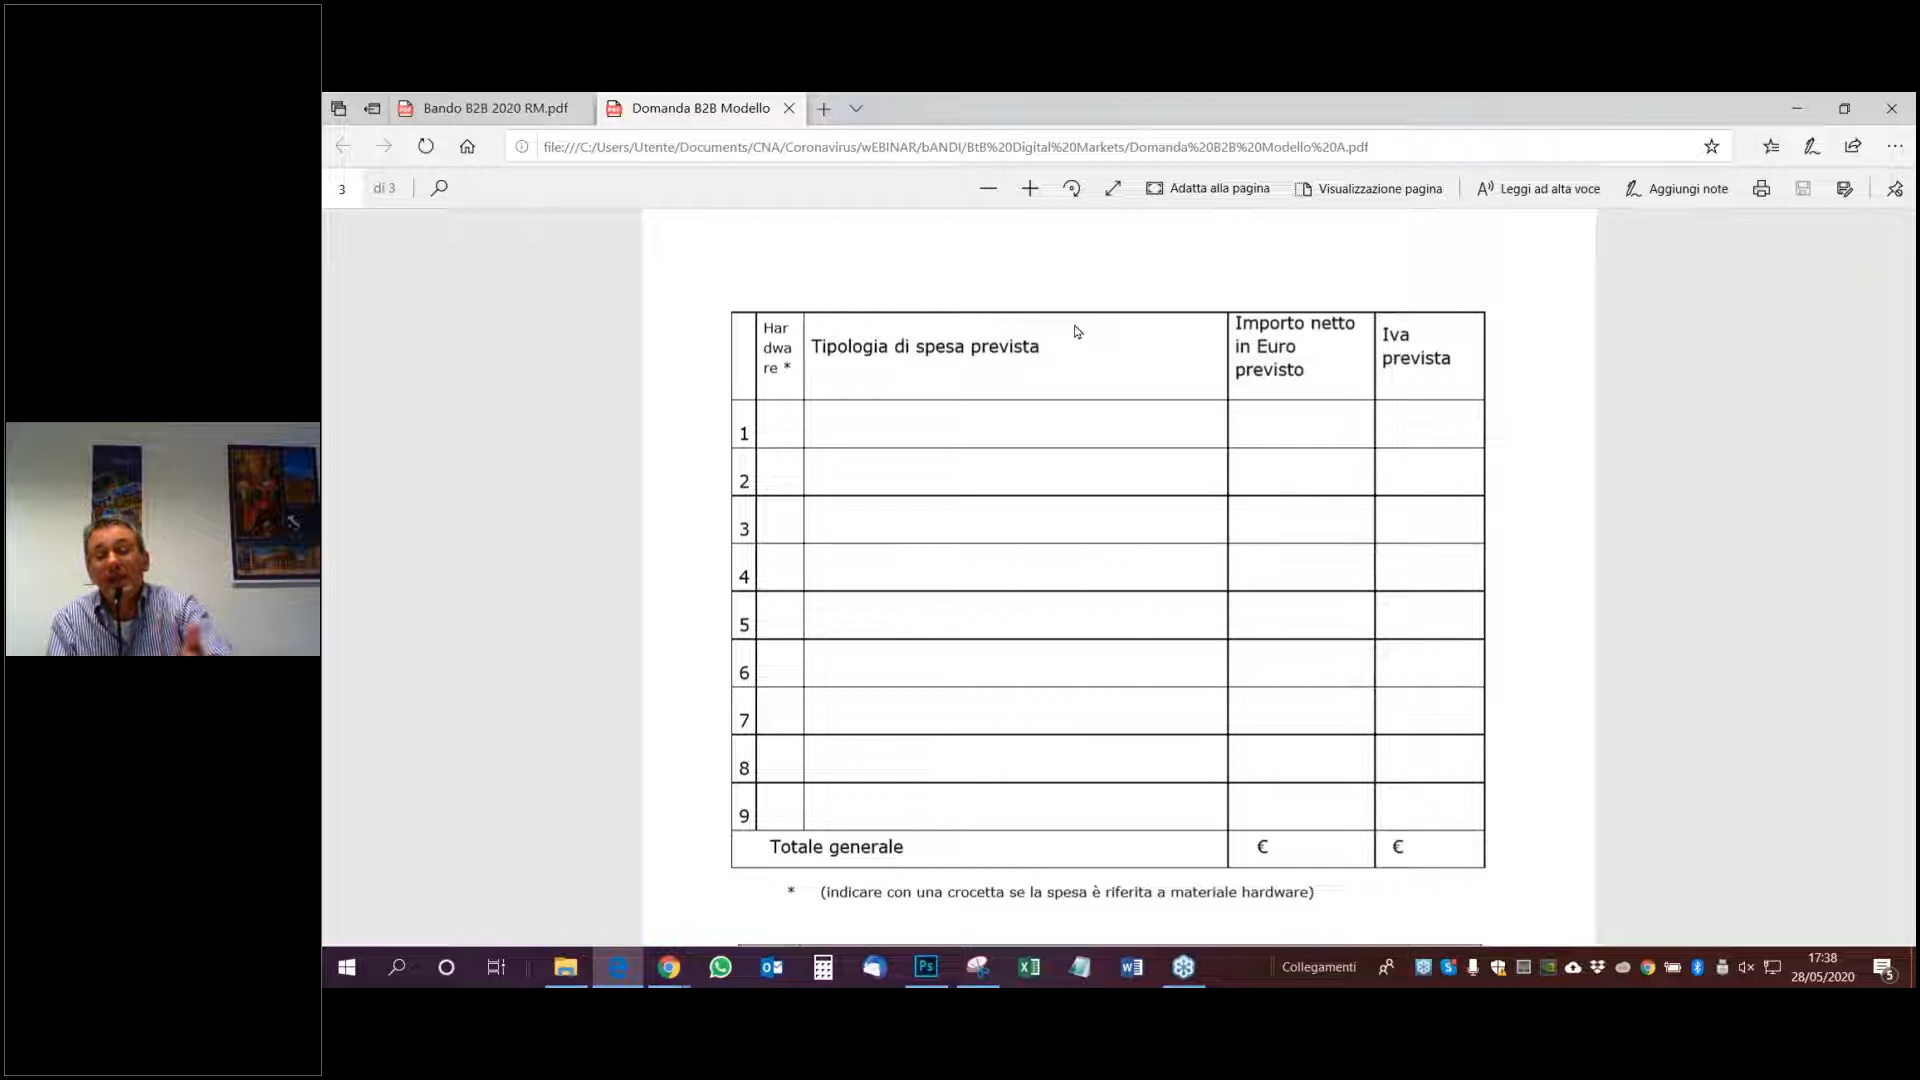 Bando B2B 2020 RM.pdf
Domanda B2B Modello
file:///C:/Users/Utente/Documents/CNA/Coronavirus/wEBINAR/bANDI/BtB%20Digital%20Markets/Domanda%20B2B%20Modello%20A.pdf
3 di 3
Adatta alla pagina
Visualizzazione pagina
Leggi ad alta voce
Aggiungi note
Har
dwa
re *
Tipologia di spesa prevista
Importo netto
in Euro
previsto
Iva
prevista
1
2
3
4
5
6
7
8
9
Totale generale € €
* (indicare con una crocetta se la spesa è riferita a materiale hardware)
Ps
Collegamenti
17:38
28/05/2020
5